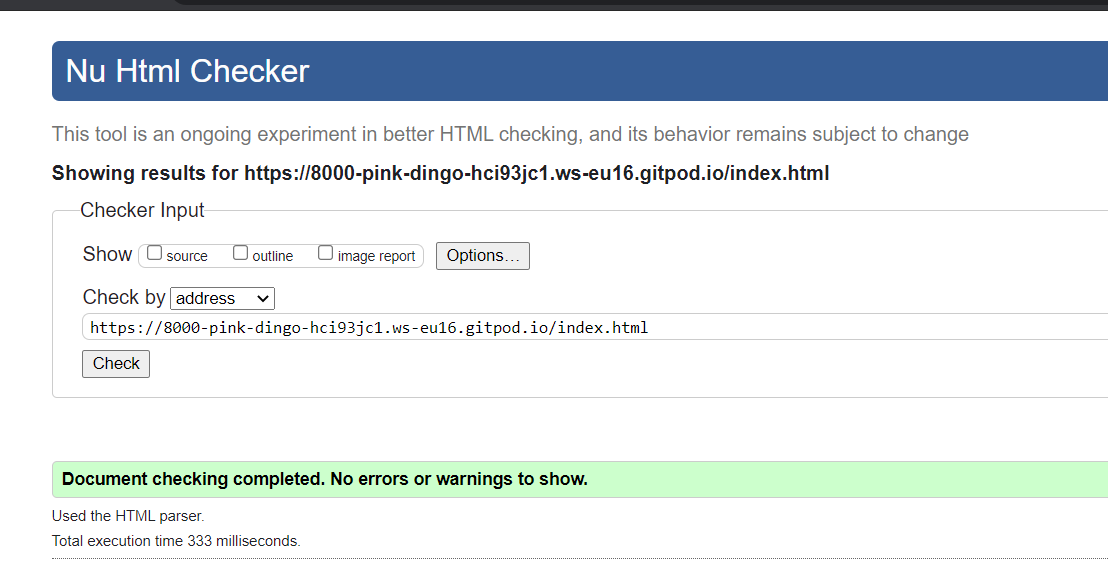 Nu Html Checker
This tool is an ongoing experiment in better HTML checking, and its behavior remains subject to change
Showing results for https://8000-pink-dingo-hci93jc1.ws-eu16.gitpod.io/index.html
Checker Input
Show source outline image report Options...
Check by address
https://8000-pink-dingo-hci93jc1.ws-eu16.gitpod.io/index.html
Check
Document checking completed. No errors or warnings to show.
Used the HTML parser.
Total execution time 333 milliseconds.